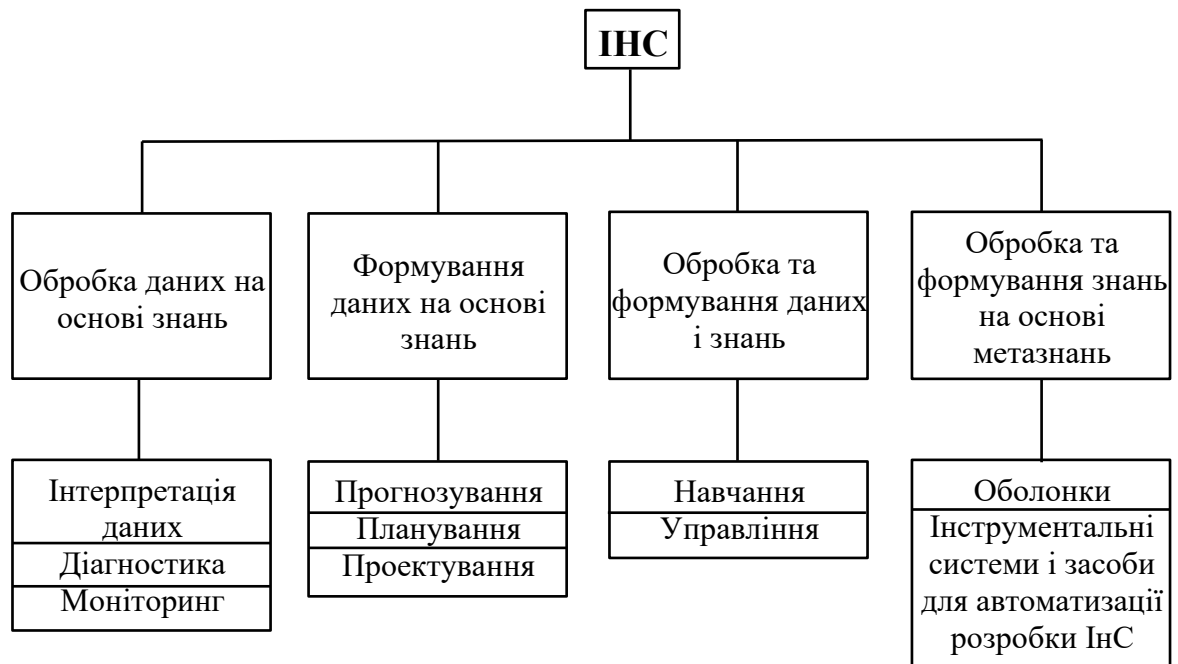 ІНС
Обробка даних на
основі знань
Формування
даних на основі
знань
Обробка та
формування даних
і знань
Обробка та
формування знань
на основі
метазнань
Інтерпретація
даних
Діагностика
Моніторинг
Прогнозування
Планування
Проектування
Навчання
Управління
Оболонки
Інструментальні
системи і засоби
для автоматизації
розробки ІнС